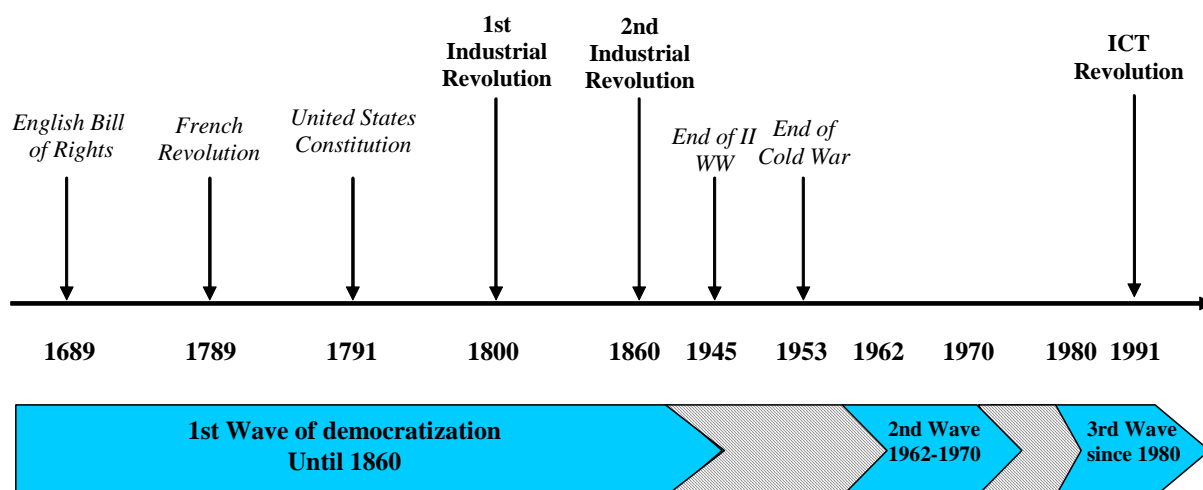 1st
Industrial
Revolution
2nd
Industrial
Revolution
ICT
Revolution
English Bill
of Rights
French
Revolution
United States
Constitution
End of II
WW
End of
Cold War
1689
1789
1791
1800
1860
1945
1953
1962
1970
1980
1991
1st Wave of democratization
Until 1860
2nd Wave
1962-1970
3rd Wave
since 1980